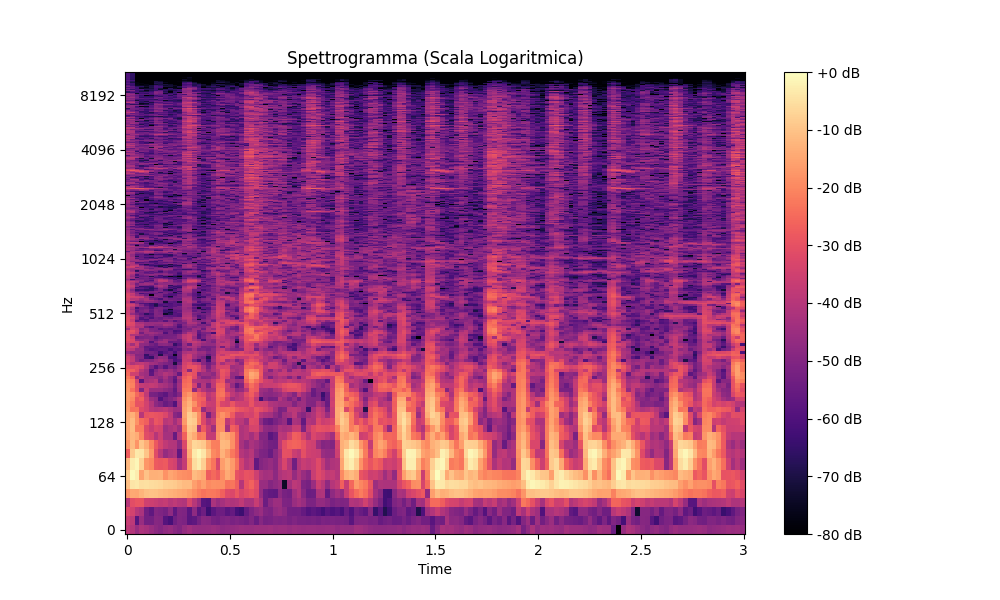 Spettrogramma (Scala Logaritmica)
Hz
8192
4096
2048
1024
512
256
128
64
0
0
0.5
1
1.5
2
2.5
3
Time
+0 dB
-10 dB
-20 dB
-30 dB
-40 dB
-50 dB
-60 dB
-70 dB
-80 dB